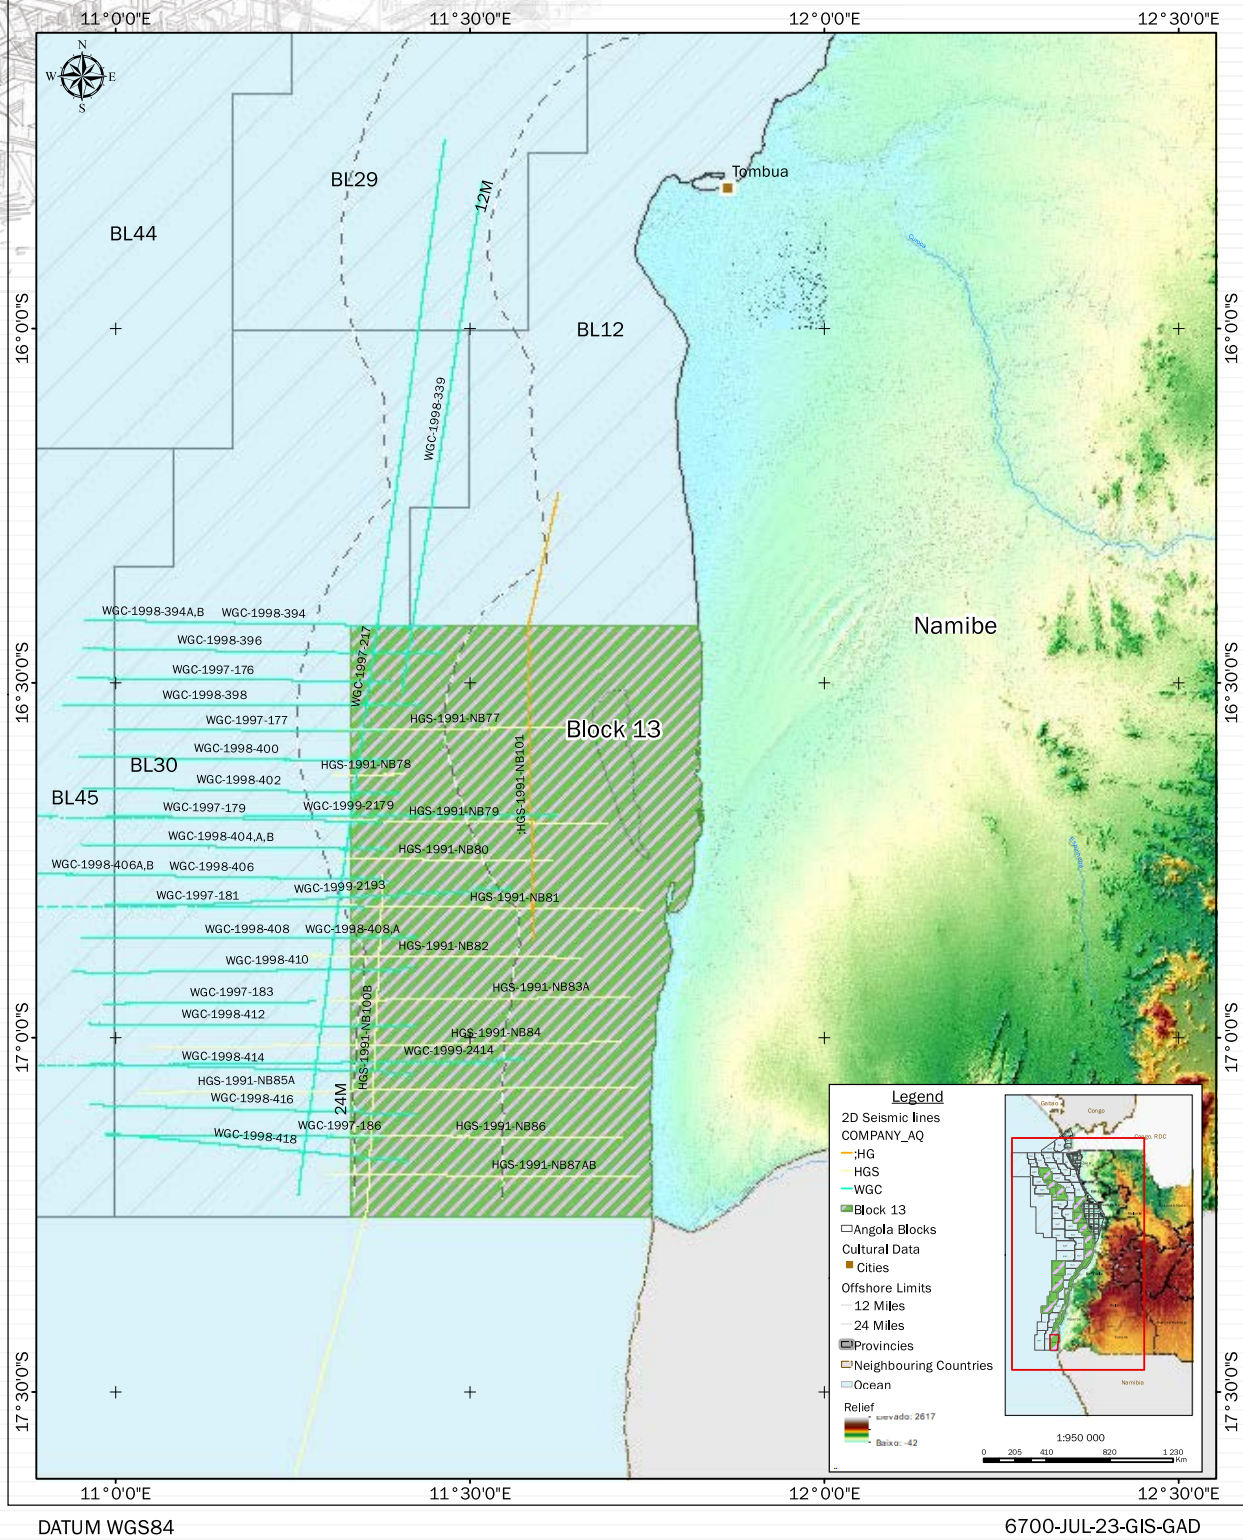 11°0'0"E 11°30'0"E 12°0'0"E 12°30'0"E
N
W E
S
Tombua
BL29
12M
BL44
16°0'0"S
BL12
16°0'0"S
WGC-1998-339
WGC-1998-394A,B WGC-1998-394
Namibe
WGC-1998-396
WGC-1997-217
WGC-1997-176
16°30'0"S
16°30'0"S
WGC-1998-398
WGC-1997-177
HGS-1991-NB77
Block 13
WGC-1998-400
BL30
HGS-1991-NB78
;HGS-1991-NB101
WGC-1998-402
BL45
WGC-1997-179
WGC-1999-2179
HGS-1991-NB79
WGC-1998-404,A,B
HGS-1991-NB80
WGC-1998-406A,B WGC-1998-406
WGC-1999-2193
WGC-1997-181
HGS-1991-NB81
WGC-1998-408 WGC-1998-408,A
HGS-1991-NB82
WGC-1998-410
HGS-1991-NB83A
WGC-1997-183
WGC-1998-412
HGS-1991-NB100B
HGS-1991-NB84
17°0'0"S
17°0'0"S
WGC-1999-2414
WGC-1998-414
HGS-1991-NB85A
WGC-1998-416
24M
WGC-1997-186
HGS-1991-NB86
WGC-1998-418
HGS-1991-NB87AB
Legend
2D Seismic lines
COMPANY_AQ
;HG
HGS
WGC
Block 13
Angola Blocks
Cultural Data
Cities
Offshore Limits
12 Miles
24 Miles
Provinces
Neighbouring Countries
Ocean
Relief
Elevado: 2617
Baixo: -42
Gabao
Congo
Congo, RDC
Namibia
1:950 000
0 205 410 820 1 230
Km
17°30'0"S
17°30'0"S
11°0'0"E 11°30'0"E 12°0'0"E 12°30'0"E
DATUM WGS84
6700-JUL-23-GIS-GAD